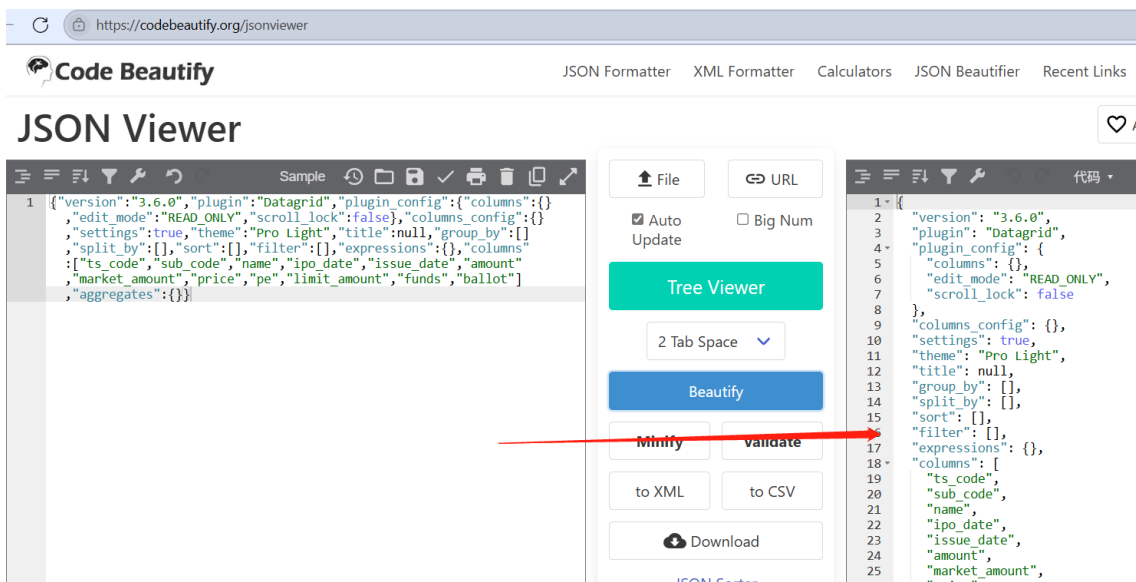 https://codebeautify.org/jsonviewer
Code Beautify
JSON Formatter XML Formatter Calculators JSON Beautifier Recent Links
JSON Viewer
Sample
1 {"version":"3.6.0","plugin":"Datagrid","plugin_config":{"columns":{}
,"edit_mode":"READ_ONLY","scroll_lock":false},"columns_config":{}
,"settings":true,"theme":"Pro Light","title":null,"group_by":[]
,"split_by":[],"sort":[],"filter":[],"expressions":{},"columns"
:["ts_code","sub_code","name","ipo_date","issue_date","amount"
,"market_amount","price","pe","limit_amount","funds","ballot"]
,"aggregates":{}}
File URL
Auto Update
Big Num
Tree Viewer
2 Tab Space
Beautify
Minify Validate
to XML to CSV
Download
JSON Sorter
代码
1 {
2 "version": "3.6.0",
3 "plugin": "Datagrid",
4 "plugin_config": {
5 "columns": {},
6 "edit_mode": "READ_ONLY",
7 "scroll_lock": false
8 },
9 "columns_config": {},
10 "settings": true,
11 "theme": "Pro Light",
12 "title": null,
13 "group_by": [],
14 "split_by": [],
15 "sort": [],
"filter": [],
17 "expressions": {},
18 "columns": [
19 "ts_code",
20 "sub_code",
21 "name",
22 "ipo_date",
23 "issue_date",
24 "amount",
25 "market_amount",